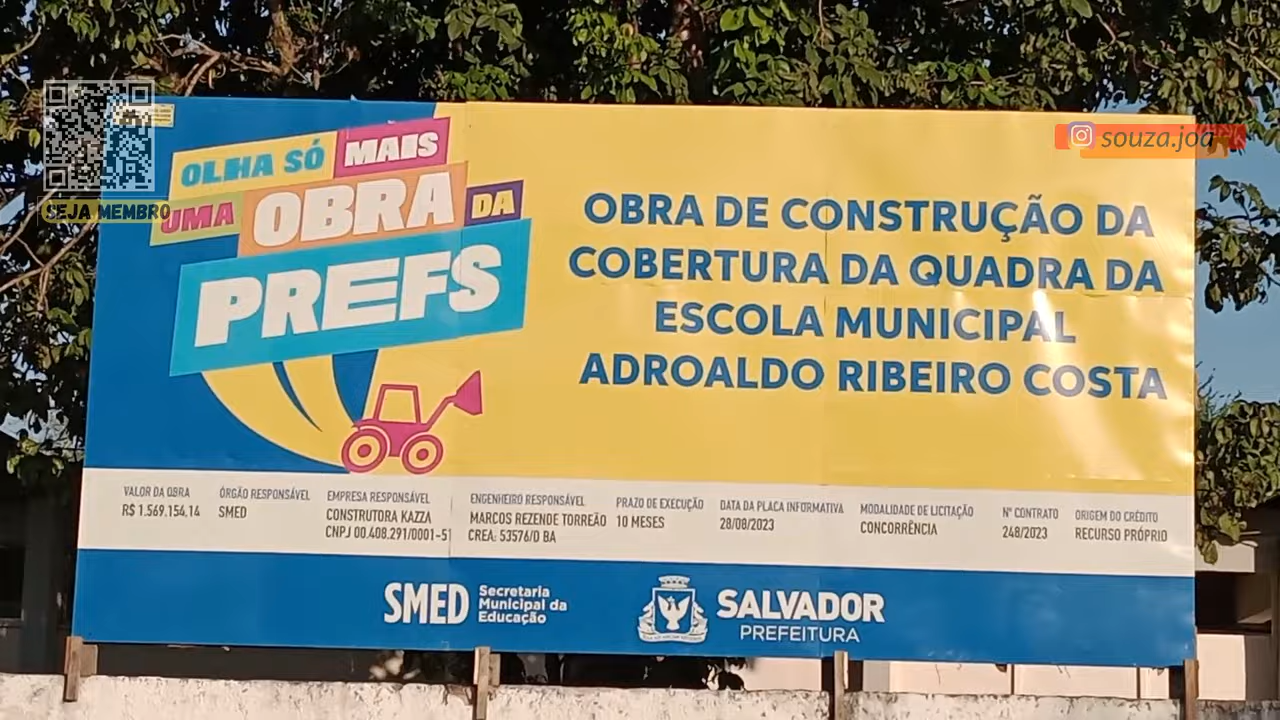 OLHA SÓ MAIS
UMA OBRA DA
PREFS
OBRA DE CONSTRUÇÃO DA
COBERTURA DA QUADRA DA
ESCOLA MUNICIPAL
ADROALDO RIBEIRO COSTA
SEJA MEMBRO
souza.joa
VALOR DA OBRA
R$ 1.569.154,14
ÓRGÃO RESPONSÁVEL
SMED
EMPRESA RESPONSÁVEL
CONSTRUTORA KAZZA
CNPJ 00.408.291/0001-51
ENGENHEIRO RESPONSÁVEL
MARCOS REZENDE TORREÃO
CREA: 53576/D BA
PRAZO DE EXECUÇÃO
10 MESES
DATA DA PLACA INFORMATIVA
28/08/2023
MODALIDADE DE LICITAÇÃO
CONCORRÊNCIA
Nº CONTRATO
248/2023
ORIGEM DO CRÉDITO
RECURSO PRÓPRIO
SMED
Secretaria
Municipal da
Educação
SALVADOR
PREFEITURA